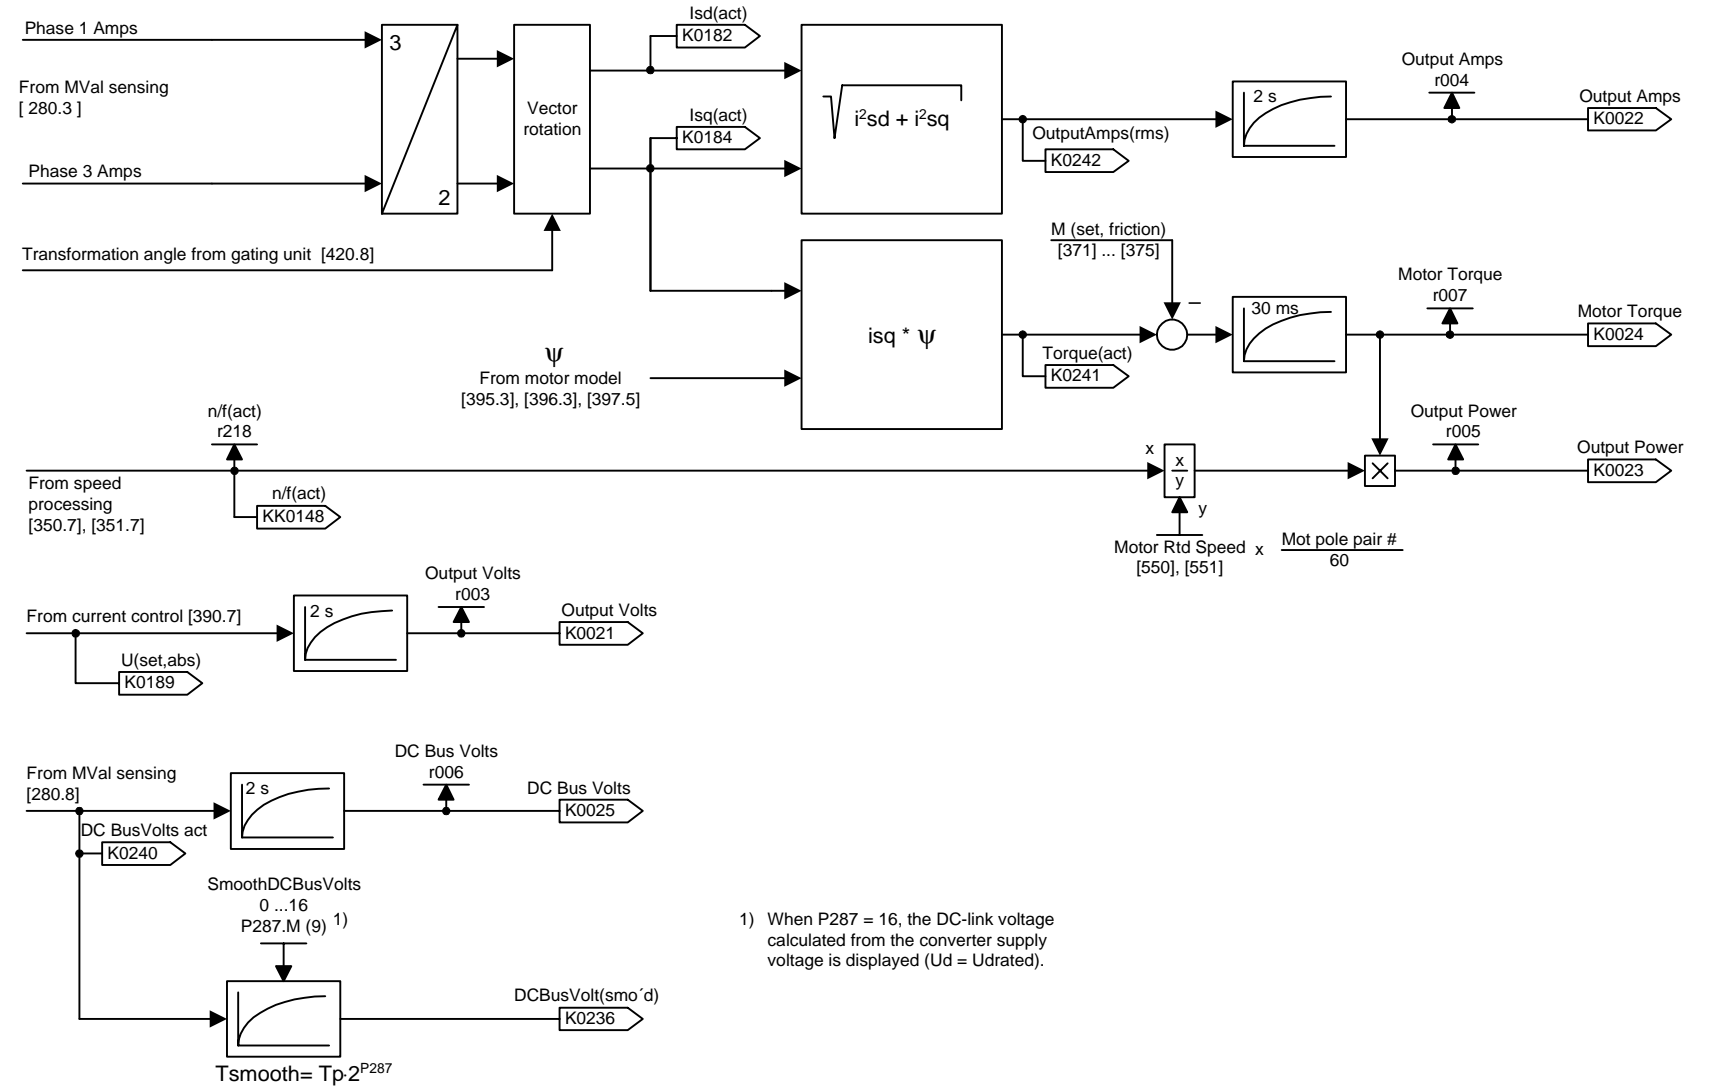 Phase 1 Amps
From MVal sensing
[ 280.3 ]
Phase 3 Amps
3
2
Vector
rotation
Transformation angle from gating unit [420.8]
Isd(act)
K0182
Isq(act)
K0184
√ i²sd + i²sq
OutputAmps(rms)
K0242
2 s
Output Amps
r004
Output Amps
K0022
M (set, friction)
[371] ... [375]
–
isq * ψ
ψ
From motor model
[395.3], [396.3], [397.5]
Torque(act)
K0241
30 ms
Motor Torque
r007
Motor Torque
K0024
n/f(act)
r218
From speed
processing
[350.7], [351.7]
n/f(act)
KK0148
x
x
y
y
Motor Rtd Speed x Mot pole pair #
60
[550], [551]
×
Output Power
r005
Output Power
K0023
From current control [390.7]
U(set,abs)
K0189
2 s
Output Volts
r003
Output Volts
K0021
From MVal sensing
[280.8]
DC BusVolts act
K0240
2 s
DC Bus Volts
r006
DC Bus Volts
K0025
SmoothDCBusVolts
0 ...16
P287.M (9) 1)
DCBusVolt(smo´d)
K0236
Tsmooth= Tp·2^P287
1) When P287 = 16, the DC-link voltage
calculated from the converter supply
voltage is displayed (Ud = Udrated).